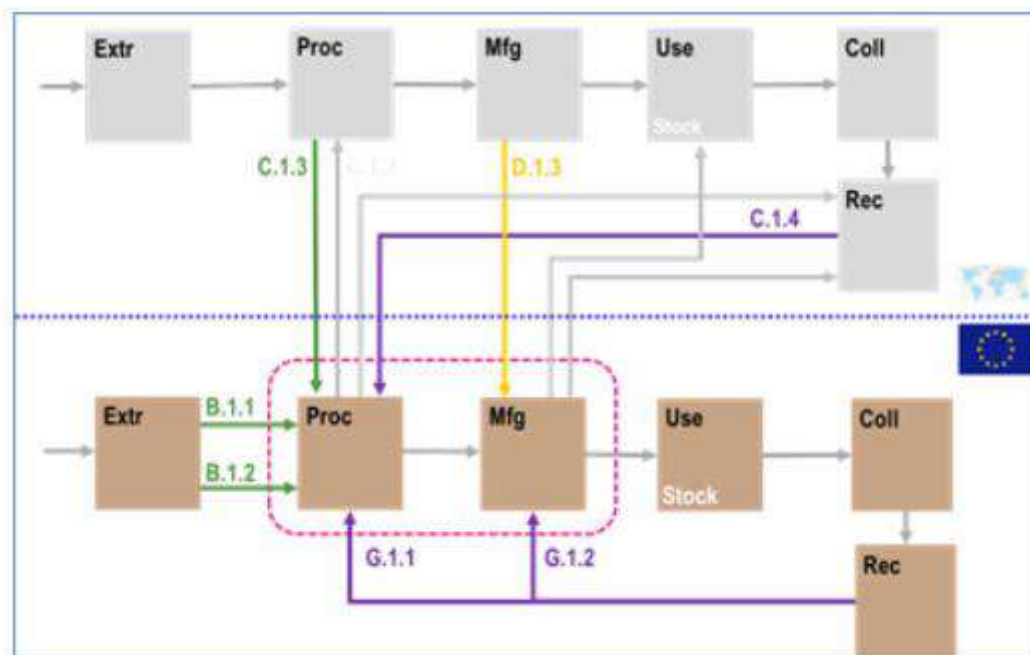 Extr
Proc
Mfg
Use
Coll
Stock
C.1.3
D.1.3
Rec
C.1.4
Extr
B.1.1
B.1.2
Proc
Mfg
Use
Stock
Coll
G.1.1
G.1.2
Rec